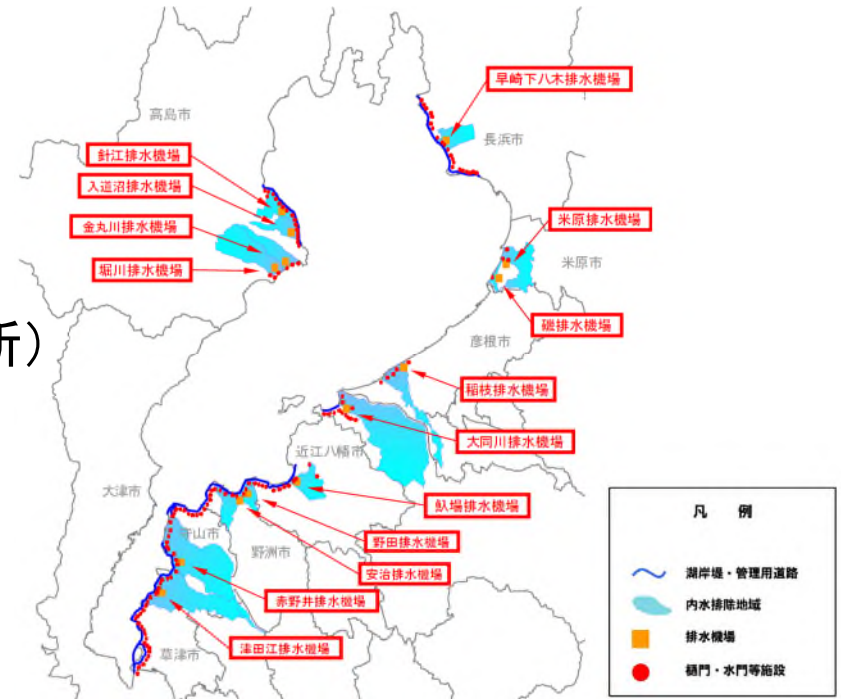 早崎下八木排水機場
高島市
長浜市
針江排水機場
入道沼排水機場
米原排水機場
金丸川排水機場
堀川排水機場
米原市
磯排水機場
所）
彦根市
稲枝排水機場
大同川排水機場
近江八幡市
大津市
魞場排水機場
凡 例
守山市
野洲市
野田排水機場
安治排水機場
湖岸堤・管理用道路
赤野井排水機場
内水排除地域
排水機場
津田江排水機場
草津市
樋門・水門等施設